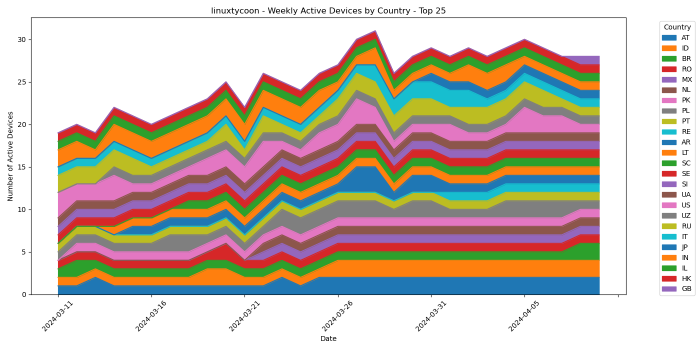 linuxtycoon - Weekly Active Devices by Country - Top 25
Number of Active Devices
30
25
20
15
10
5
0
2024-03-11
2024-03-16
2024-03-21
2024-03-26
2024-03-31
2024-04-05
Date
Country
AT
ID
BR
RO
MX
NL
PK
PL
PT
RE
AR
LT
SC
SE
SI
UA
US
UZ
RU
IT
JP
IN
IL
HK
GB